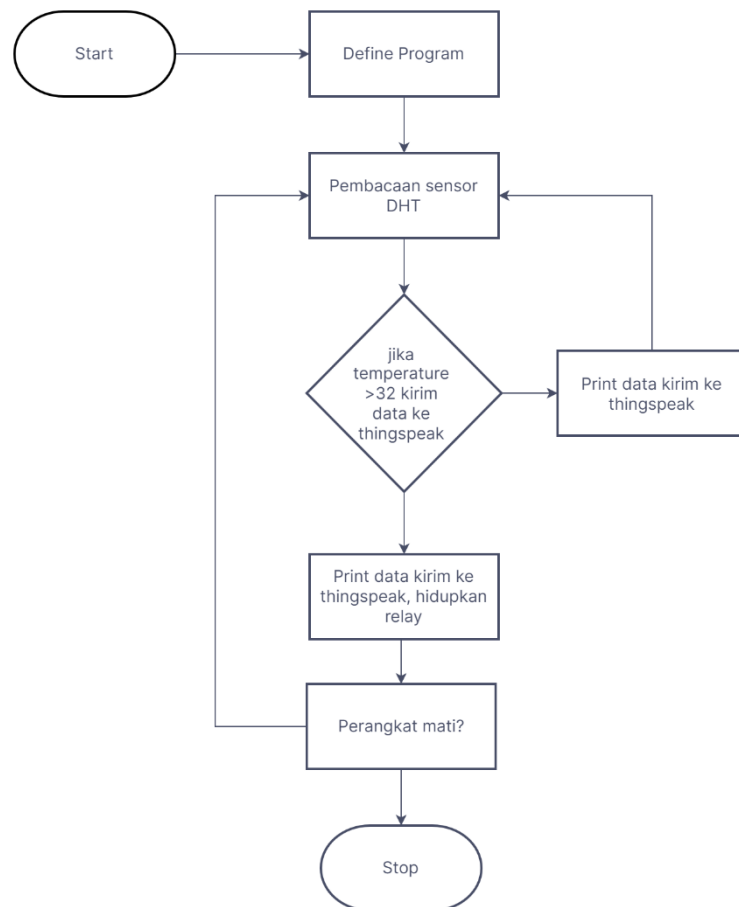 Start
Define Program
Pembacaan sensor
DHT
jika
temperature
>32 kirim
data ke
thingspeak
Print data kirim ke
thingspeak
Print data kirim ke
thingspeak, hidupkan
relay
Perangkat mati?
Stop